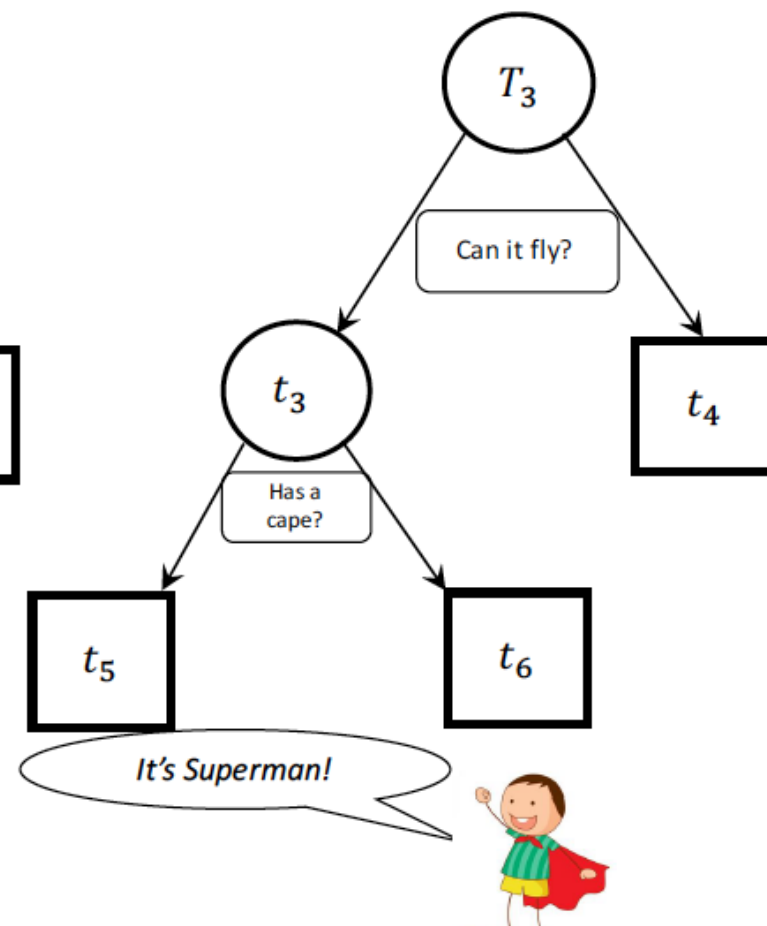 T₃
Can it fly?
t₃
t₄
Has a
cape?
t₅
t₆
It's Superman!